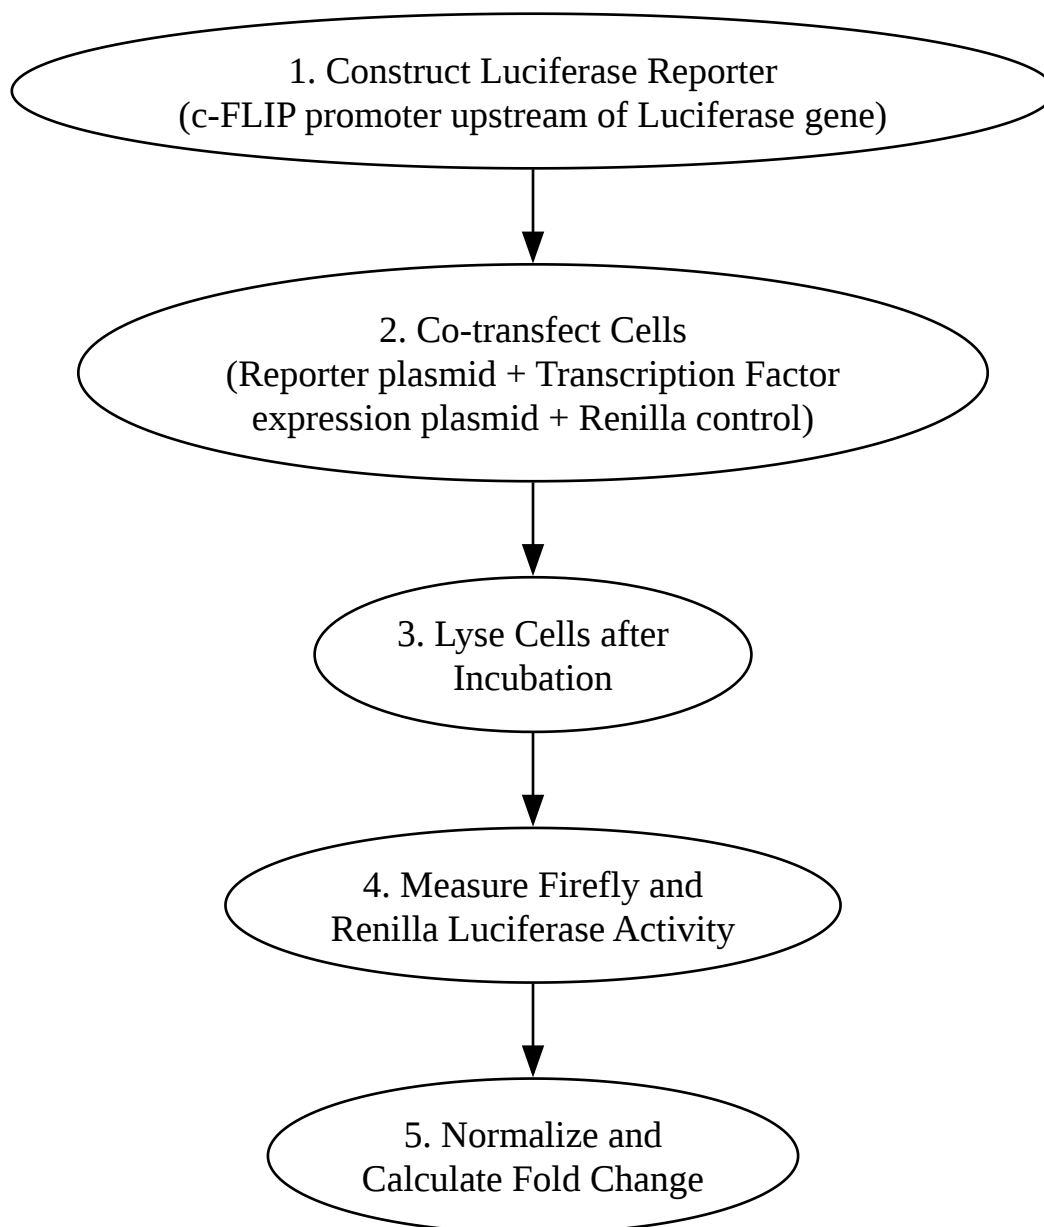 1. Construct Luciferase Reporter
(c-FLIP promoter upstream of Luciferase gene)
2. Co-transfect Cells
(Reporter plasmid + Transcription Factor
expression plasmid + Renilla control)
3. Lyse Cells after
Incubation
4. Measure Firefly and
Renilla Luciferase Activity
5. Normalize and
Calculate Fold Change